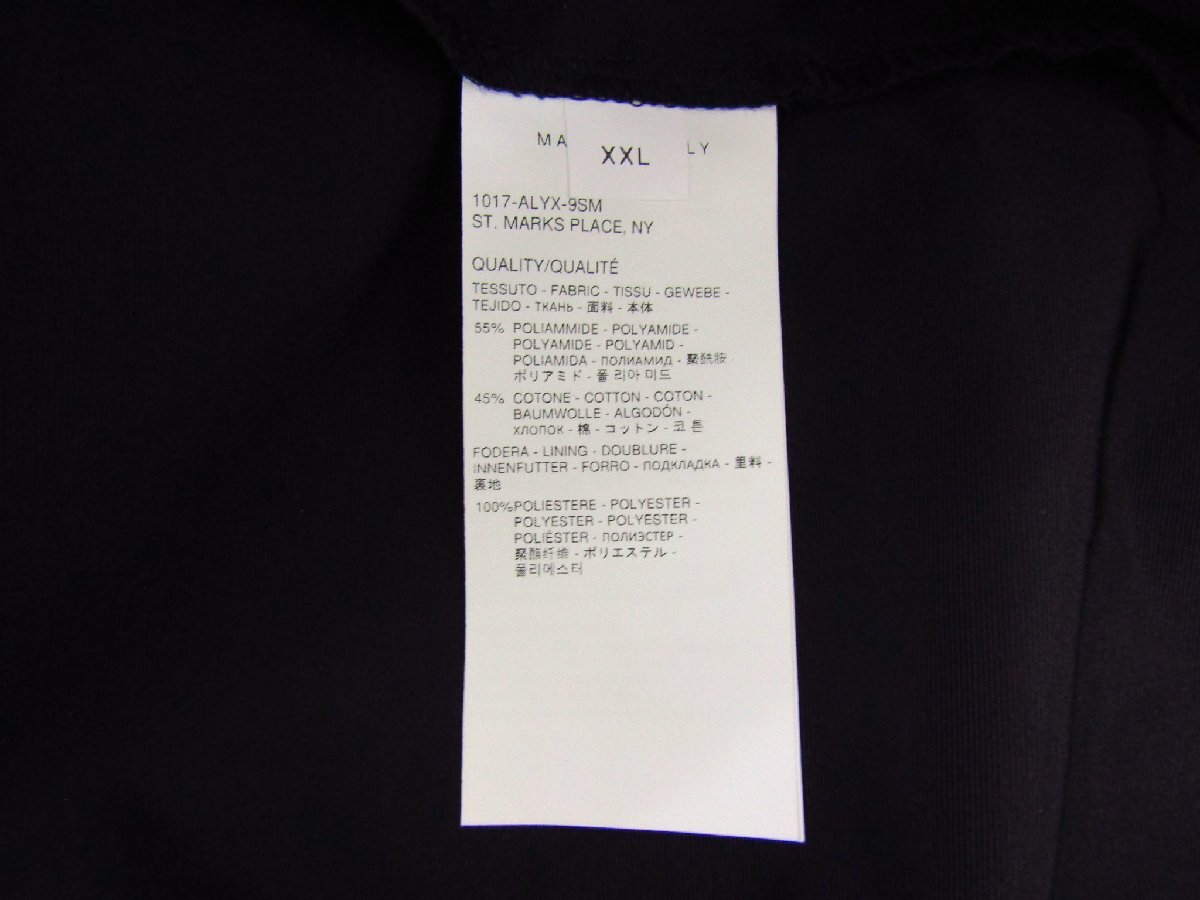 MA LY
XXL
1017-ALYX-9SM
ST. MARKS PLACE, NY
QUALITY/QUALITÉ
TESSUTO - FABRIC - TISSU - GEWEBE -
TEJIDO - ТКАНЬ - 面料 - 本体
55% POLIAMMIDE - POLYAMIDE -
POLYAMIDE - POLYAMID -
POLIAMIDA - ПОЛИАМИД - 聚酰胺
ポリアミド - 폴리아미드
45% COTONE - COTTON - COTON -
BAUMWOLLE - ALGODÓN -
ХЛОПОК - 棉 - コットン - 코튼
FODERA - LINING - DOUBLURE -
INNENFUTTER - FORRO - ПОДКЛАДКА - 里料 -
裏地
100% POLIESTERE - POLYESTER -
POLYESTER - POLYESTER -
POLIÉSTER - ПОЛИЭСТЕР -
聚酯纤维 - ポリエステル -
폴리에스터